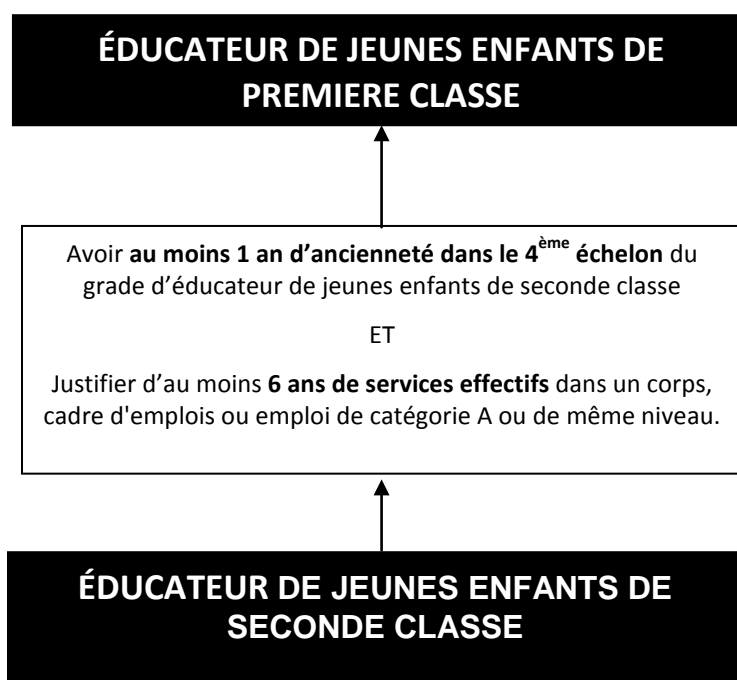 ÉDUCATEUR DE JEUNES ENFANTS DE
PREMIERE CLASSE
Avoir au moins 1 an d’ancienneté dans le 4ème échelon du
grade d’éducateur de jeunes enfants de seconde classe
ET
Justifier d’au moins 6 ans de services effectifs dans un corps,
cadre d'emplois ou emploi de catégorie A ou de même niveau.
ÉDUCATEUR DE JEUNES ENFANTS DE
SECONDE CLASSE